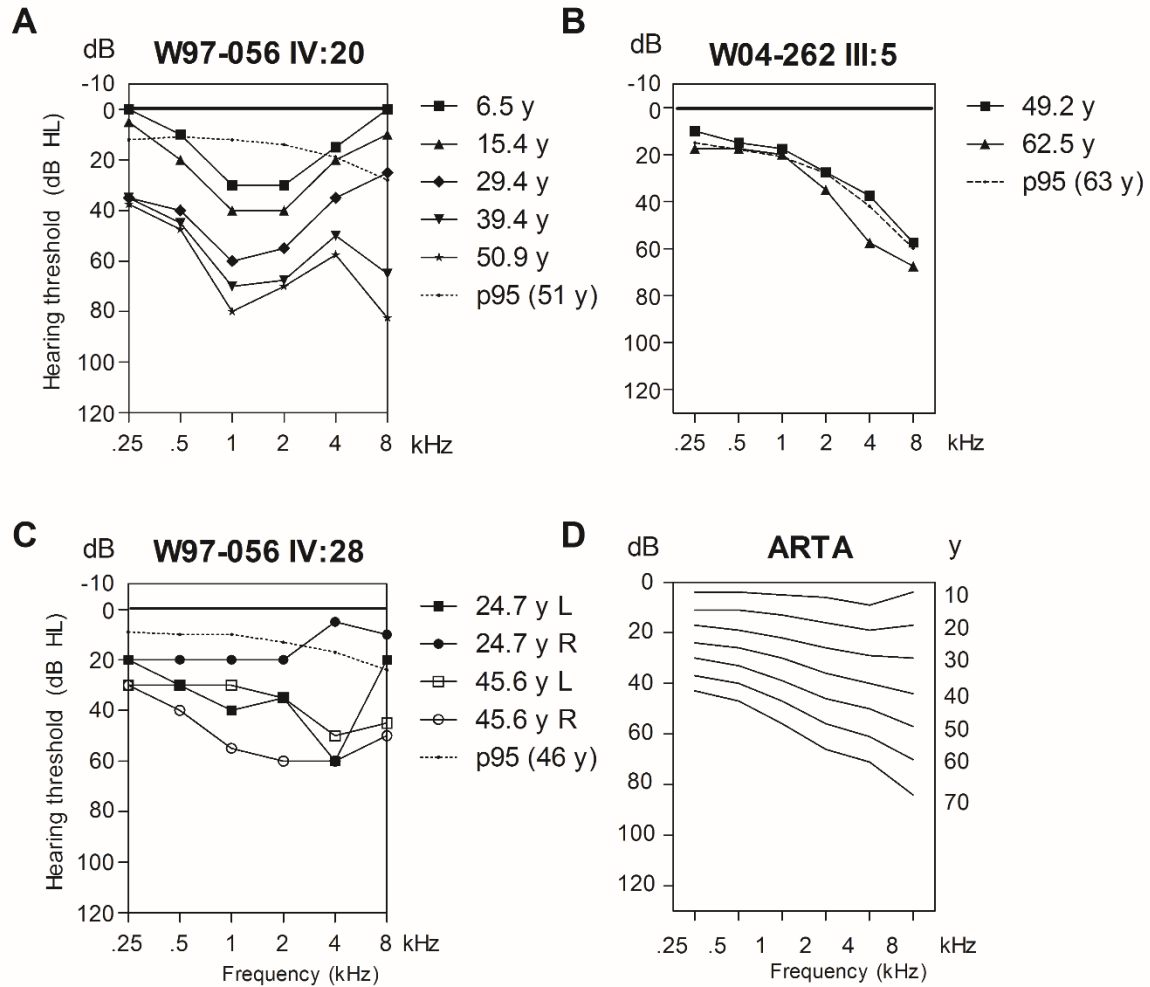 A
dB
W97-056 IV:20
-10
0
20
40
60
80
100
120
Hearing threshold (dB HL)
.25 .5 1 2 4 8 kHz
6.5 y
15.4 y
29.4 y
39.4 y
50.9 y
p95 (51 y)
B
dB
W04-262 III:5
-10
0
20
40
60
80
100
120
.25 .5 1 2 4 8 kHz
49.2 y
62.5 y
p95 (63 y)
C
dB
W97-056 IV:28
-10
0
20
40
60
80
100
120
Hearing threshold (dB HL)
.25 .5 1 2 4 8 kHz
Frequency (kHz)
24.7 y L
24.7 y R
45.6 y L
45.6 y R
p95 (46 y)
D
dB
ARTA
y
0
20
40
60
80
100
120
10
20
30
40
50
60
70
.25 .5 1 2 4 8 kHz
Frequency (kHz)